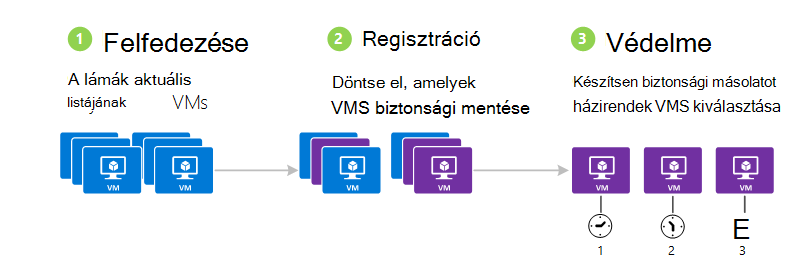 1 Felfedezése
A lámák aktuális
listájának VMs
2 Regisztráció
Döntse el, amelyek
VMS biztonsági mentése
3 Védelme
Készítsen biztonsági másolatot
házirendek VMS kiválasztása
VM VM VM VM VM VM VM
E
1 2 3